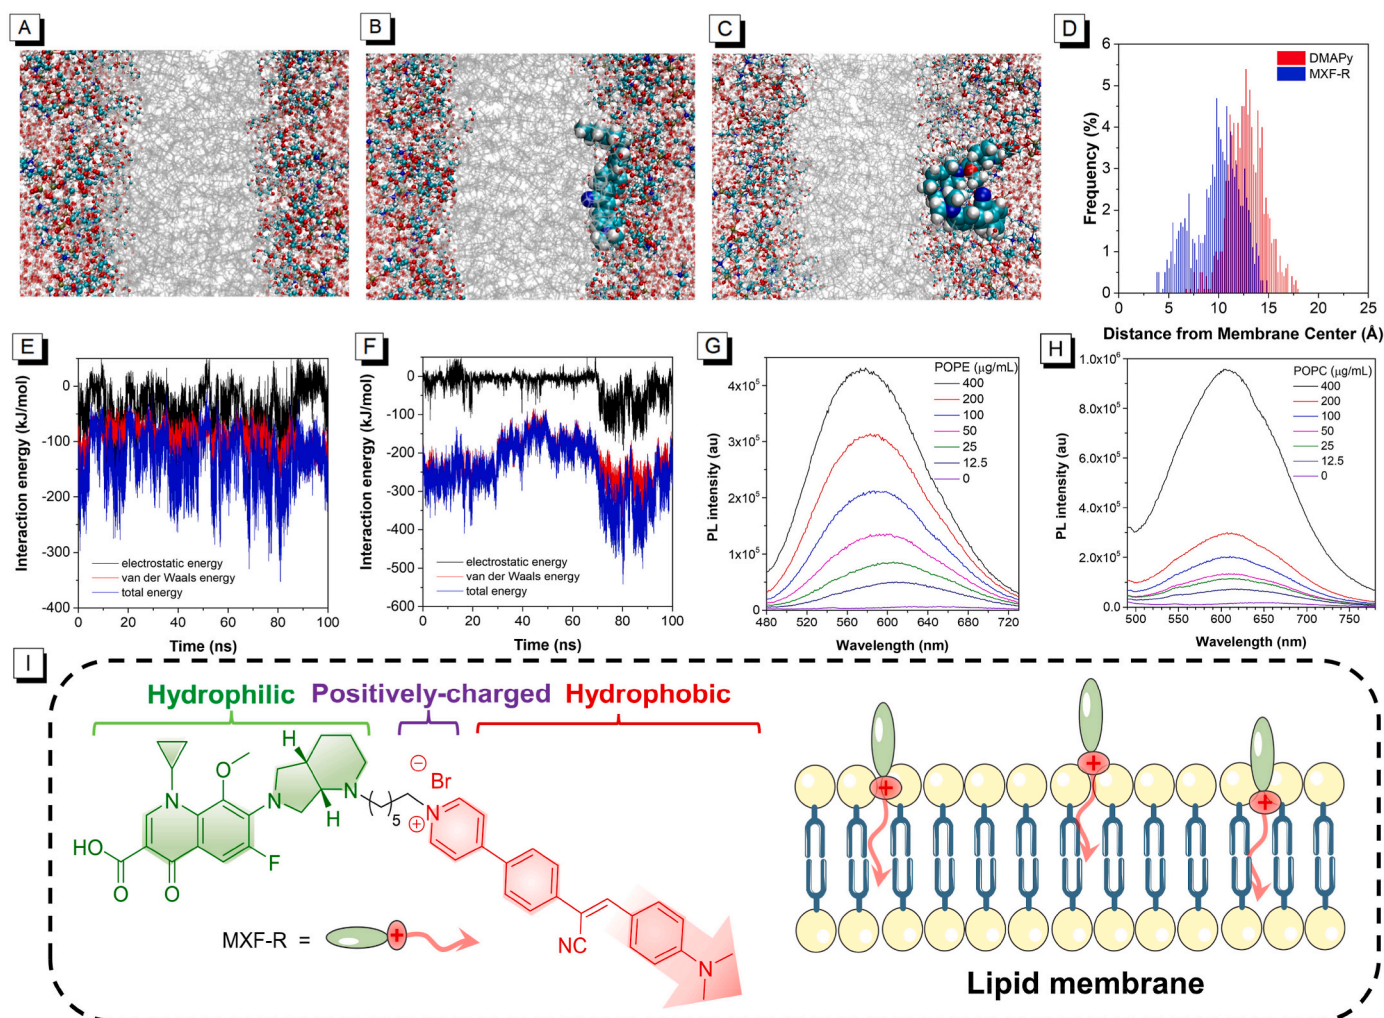 A
B
C
D
DMAPy
MXF-R
Frequency (%)
6
5
4
3
2
1
0
0 5 10 15 20 25
Distance from Membrane Center (Å)
E
Interaction energy (kJ/mol)
0
-100
-200
-300
-400
electrostatic energy
van der Waals energy
total energy
0 20 40 60 80 100
Time (ns)
F
Interaction energy (kJ/mol)
0
-100
-200
-300
-400
-500
-600
electrostatic energy
van der Waals energy
total energy
0 20 40 60 80 100
Time (ns)
G
PL intensity (au)
4x10⁵
3x10⁵
2x10⁵
1x10⁵
0
POPE (μg/mL)
400
200
100
50
25
12.5
0
480 520 560 600 640 680 720
Wavelength (nm)
H
PL intensity (au)
1.0x10⁶
8.0x10⁵
6.0x10⁵
4.0x10⁵
2.0x10⁵
0.0
POPC (μg/mL)
400
200
100
50
25
12.5
0
500 550 600 650 700 750
Wavelength (nm)
I
Hydrophilic Positively-charged Hydrophobic
H
O
N
N
N
H
HO
O
O
F
5
⊖
Br
N
⊕
NC
N
MXF-R =
+
+
+
+
Lipid membrane